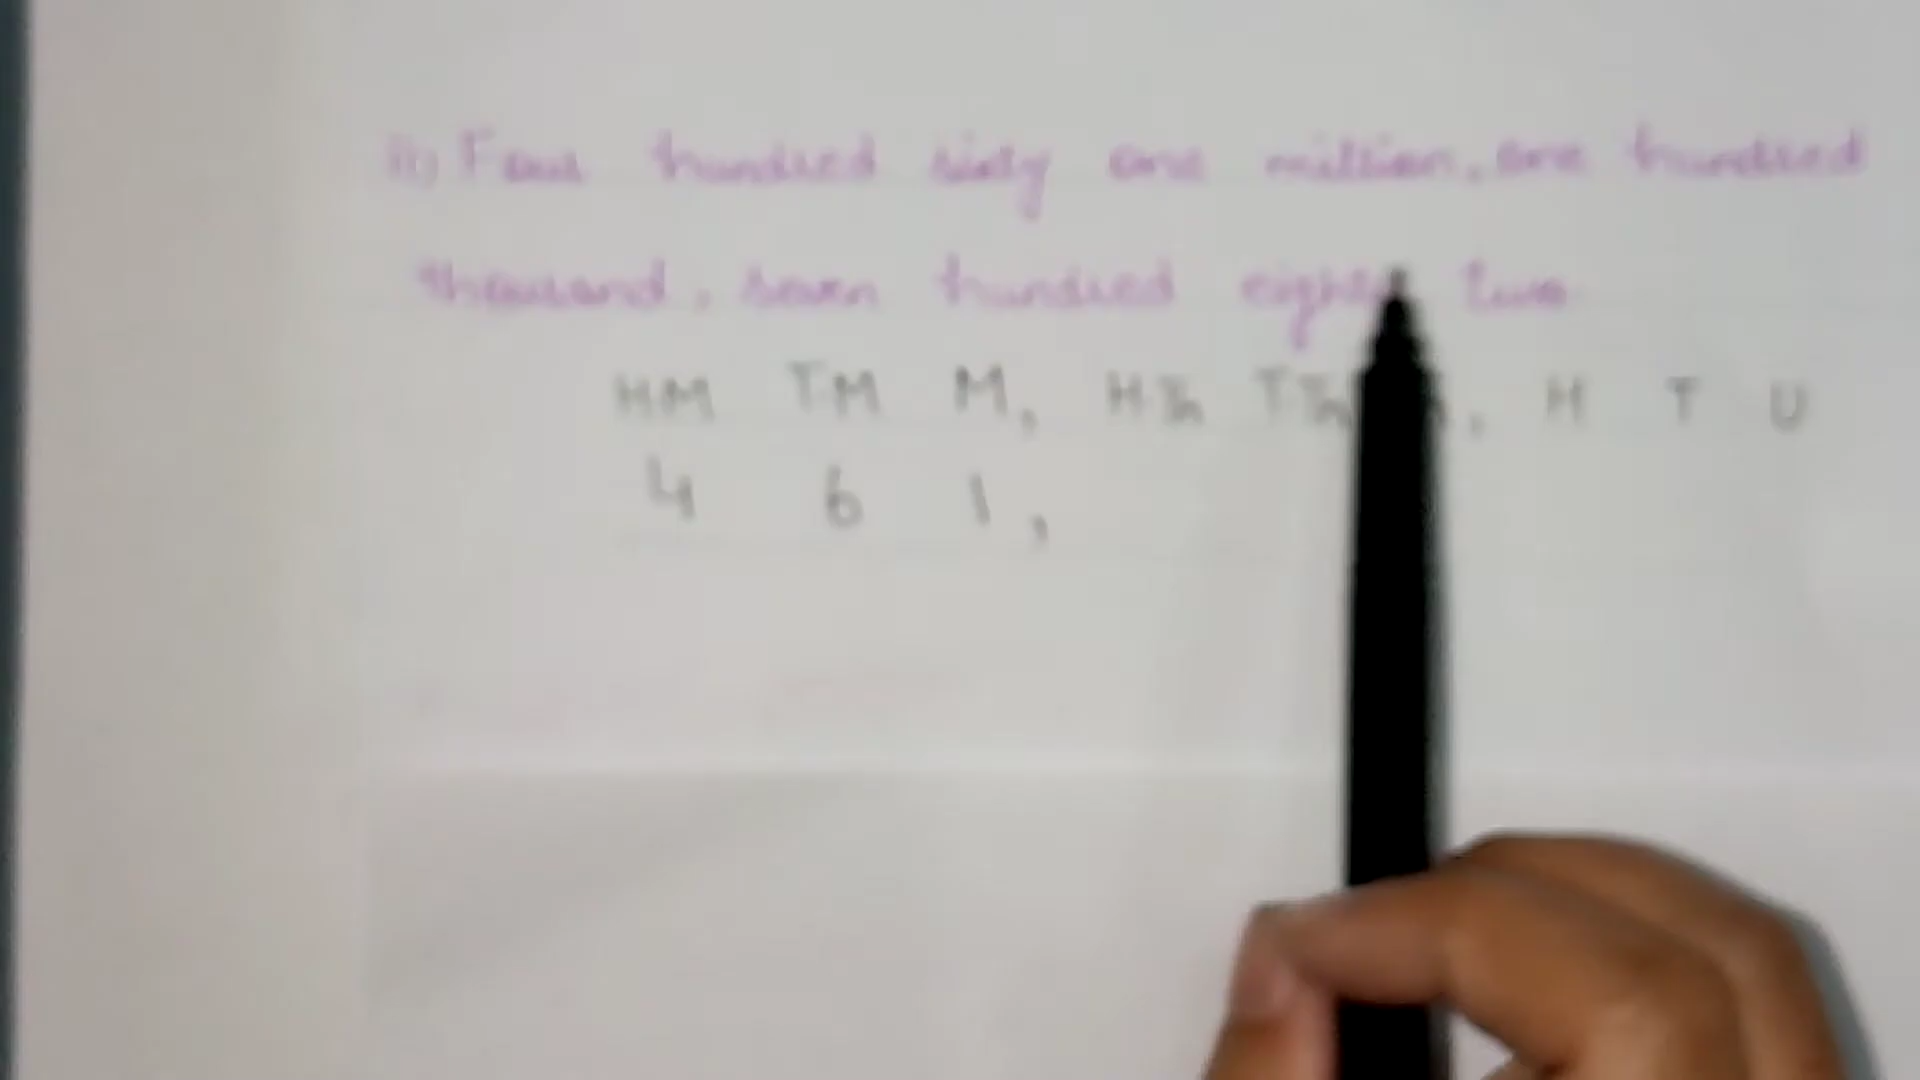 ii) Four hundred sixty one million, one hundred
thousand, seven hundred eighty two
HM TM M, HTh TTh , H T U
4 6 1 ,